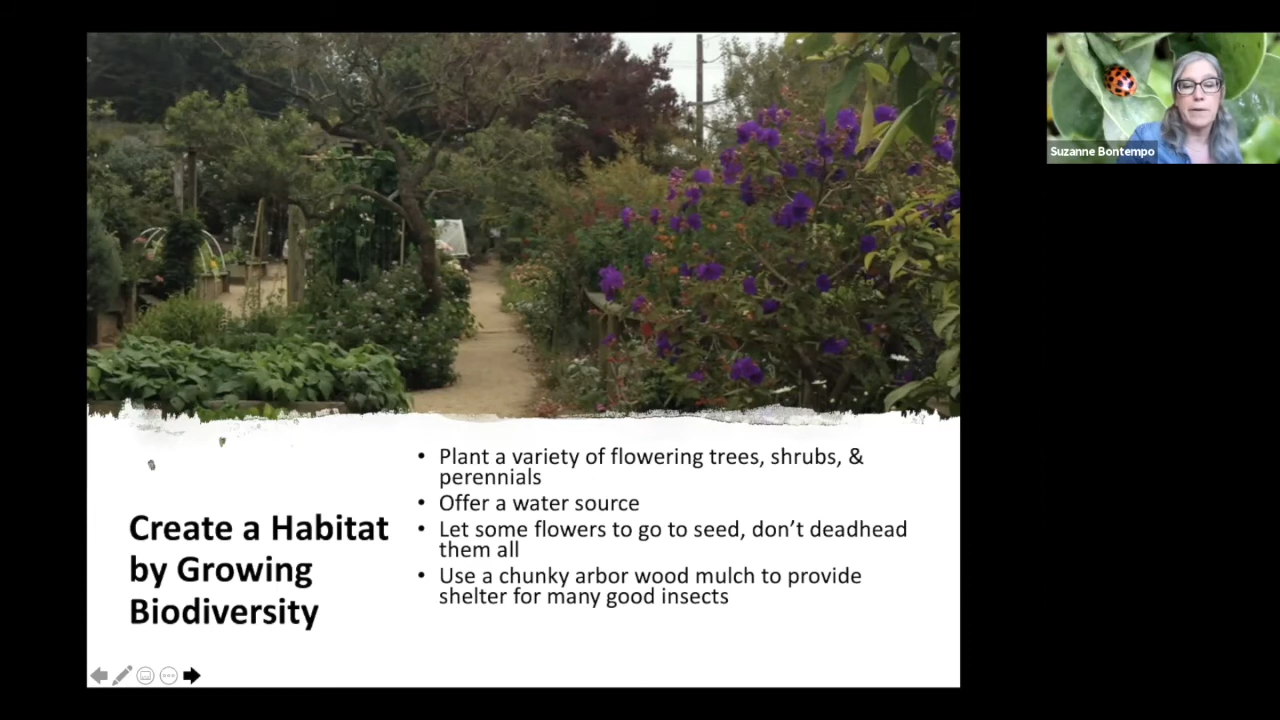 Suzanne Bontempo
Create a Habitat
by Growing
Biodiversity
• Plant a variety of flowering trees, shrubs, &
perennials
• Offer a water source
• Let some flowers to go to seed, don’t deadhead
them all
• Use a chunky arbor wood mulch to provide
shelter for many good insects